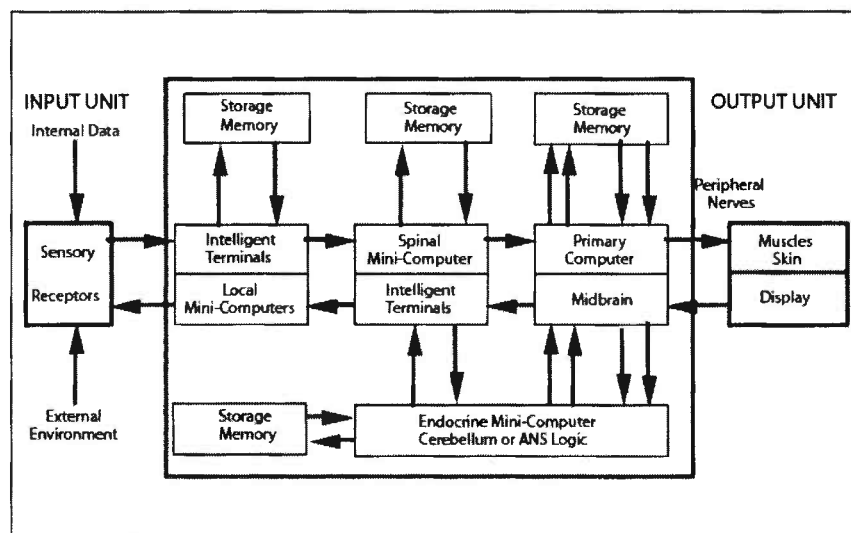 INPUT UNIT
Internal Data
Sensory
Receptors
External
Environment
Storage
Memory
Storage
Memory
Storage
Memory
Intelligent
Terminals
Local
Mini-Computers
Spinal
Mini-Computer
Intelligent
Terminals
Primary
Computer
Midbrain
Storage
Memory
Endocrine Mini-Computer
Cerebellum or ANS Logic
OUTPUT UNIT
Peripheral
Nerves
Muscles
Skin
Display